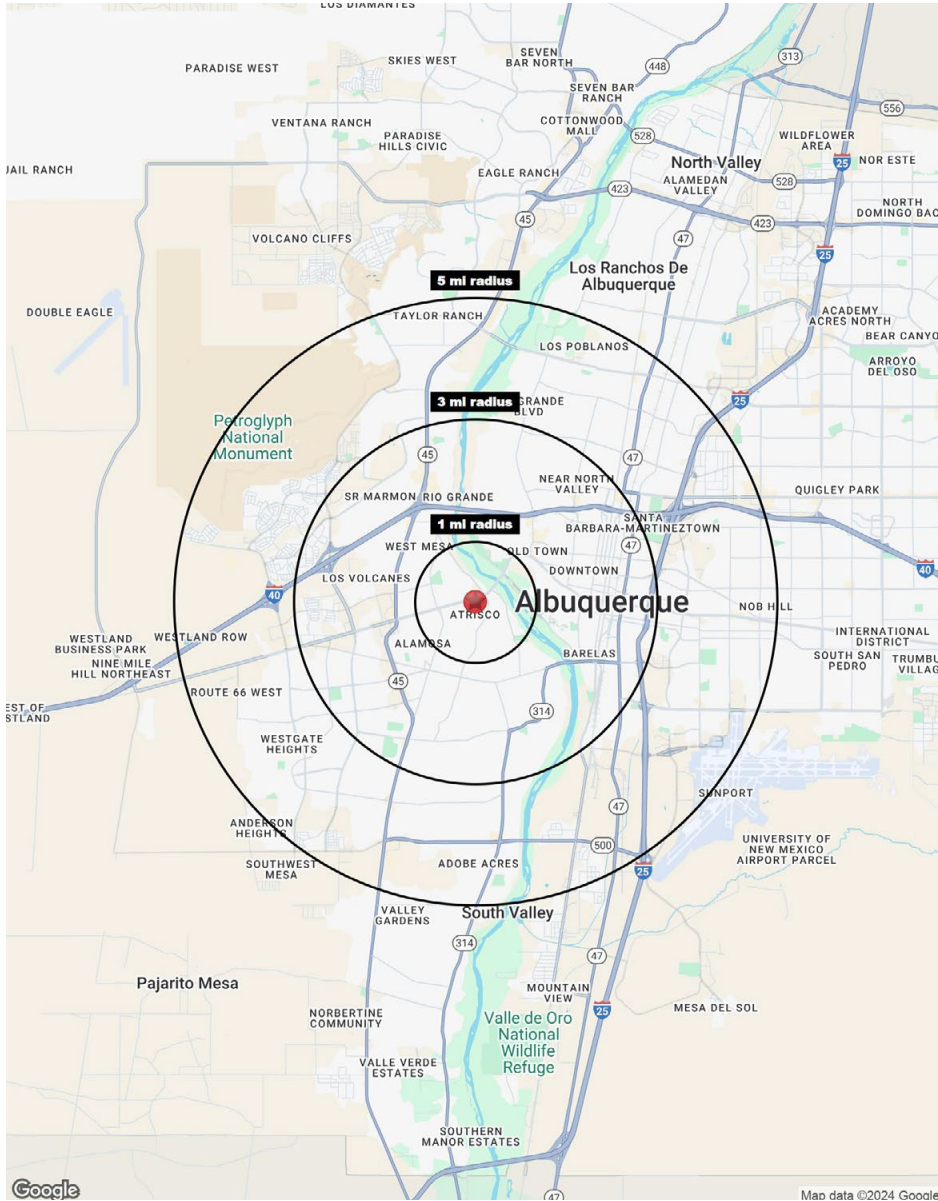 LOS DIAMANTES
SEVEN
BAR NORTH
313
SKIES WEST
PARADISE WEST
448
SEVEN BAR
RANCH
556
VENTANA RANCH
COTTONWOOD
MALL
528
PARADISE
HILLS CIVIC
WILDFLOWER
AREA
North Valley
25
NOR ESTE
JAIL RANCH
EAGLE RANCH
ALAMEDAN
VALLEY
528
423
NORTH
DOMINGO BAC
45
423
VOLCANO CLIFFS
47
25
Los Ranchos De
Albuquerque
5 mi radius
DOUBLE EAGLE
TAYLOR RANCH
ACADEMY
ACRES NORTH
BEAR CANYO
LOS POBLANOS
ARROYO
DEL OSO
3 mi radius
GRANDE
BLVD
25
Petroglyph
National
Monument
45
47
NEAR NORTH
VALLEY
SR MARMON
RIO GRANDE
QUIGLEY PARK
1 mi radius
SANTA
BARBARA-MARTINEZTOWN
WEST MESA
OLD TOWN
47
DOWNTOWN
40
LOS VOLCANES
40
Albuquerque
NOB HILL
ATRISCO
WESTLAND
BUSINESS PARK
WESTLAND ROW
ALAMOSA
INTERNATIONAL
DISTRICT
NINE MILE
HILL NORTHEAST
BARELAS
SOUTH SAN
PEDRO
TRUMBU
VILLAG
45
ROUTE 66 WEST
EST OF
STLAND
314
WESTGATE
HEIGHTS
SUNPORT
47
ANDERSON
HEIGHTS
500
UNIVERSITY OF
NEW MEXICO
AIRPORT PARCEL
SOUTHWEST
MESA
ADOBE ACRES
25
VALLEY
GARDENS
South Valley
314
47
Pajarito Mesa
MOUNTAIN
VIEW
MESA DEL SOL
25
NORBERTINE
COMMUNITY
Valle de Oro
National
Wildlife
Refuge
VALLE VERDE
ESTATES
SOUTHERN
MANOR ESTATES
Google
47
Map data ©2024 Google